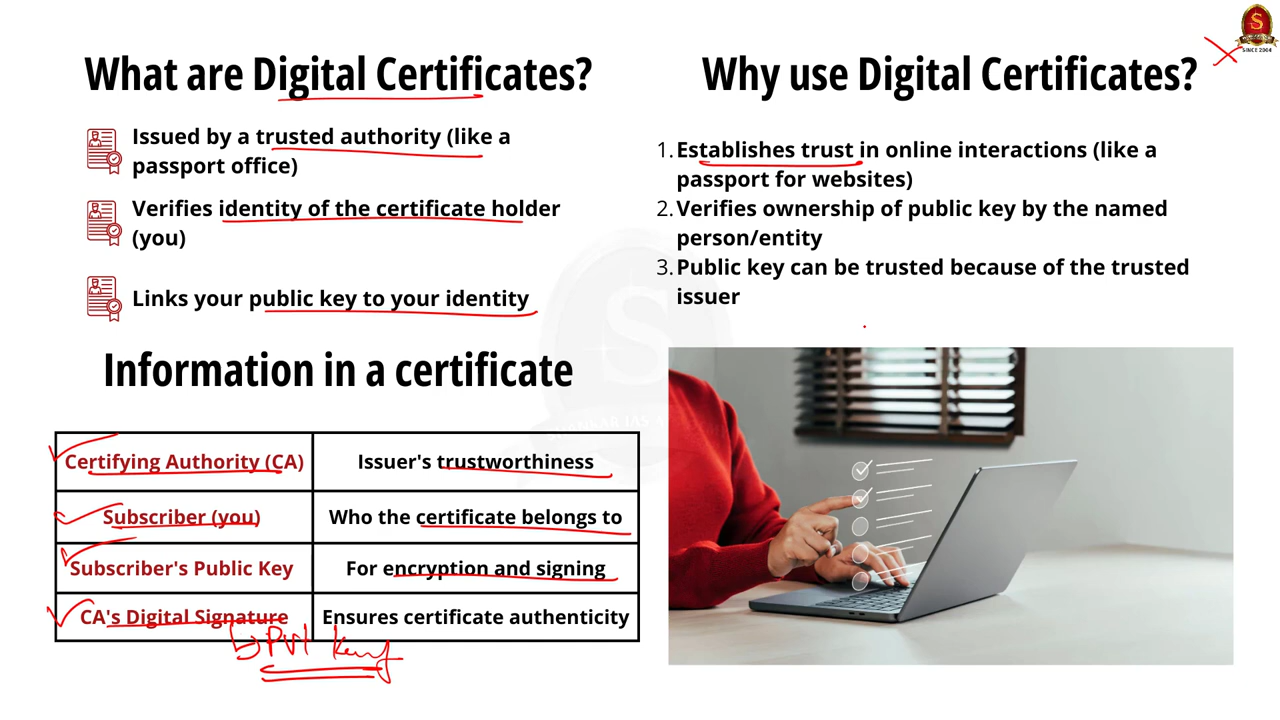 SINCE 2004
What are Digital Certificates?
Issued by a trusted authority (like a
passport office)
Verifies identity of the certificate holder
(you)
Links your public key to your identity
Information in a certificate
Certifying Authority (CA) Issuer's trustworthiness
Subscriber (you) Who the certificate belongs to
Subscriber's Public Key For encryption and signing
CA's Digital Signature Ensures certificate authenticity
Pvt key
Why use Digital Certificates?
1. Establishes trust in online interactions (like a
passport for websites)
2. Verifies ownership of public key by the named
person/entity
3. Public key can be trusted because of the trusted
issuer
S
SHANKAR IAS A